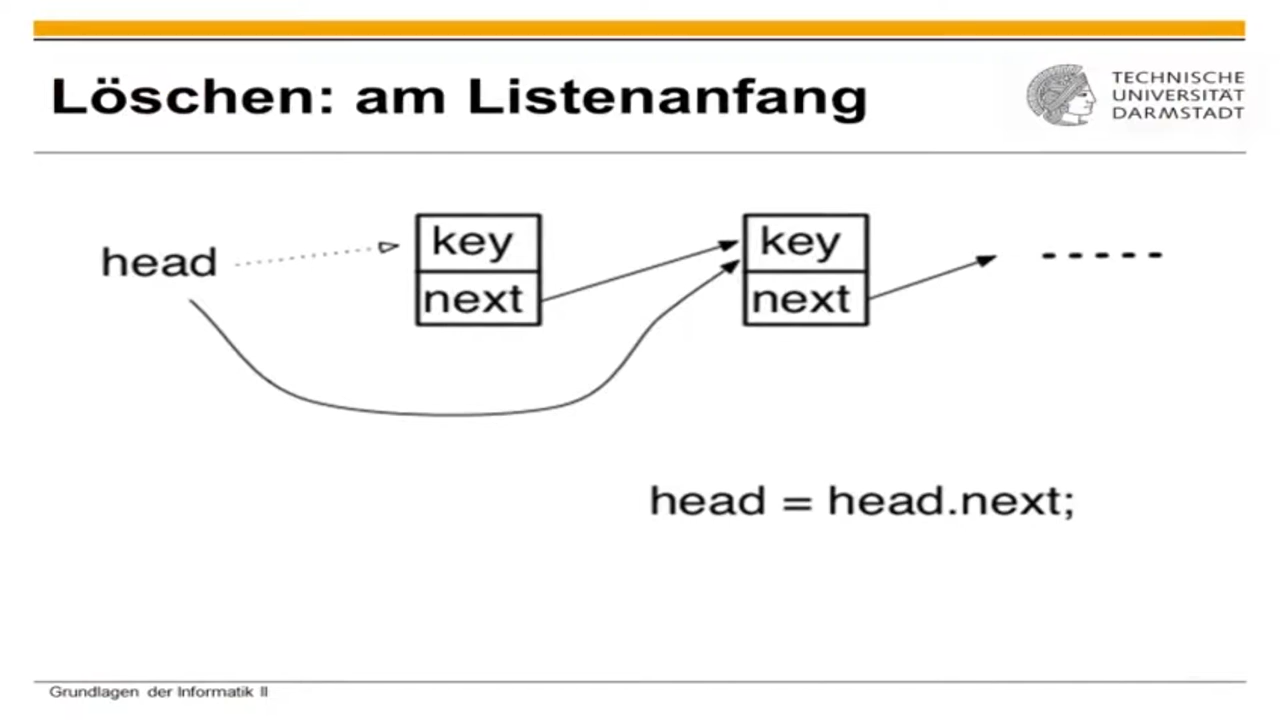 Löschen: am Listenanfang
TECHNISCHE
UNIVERSITÄT
DARMSTADT
head
key
next
key
next
head = head.next;
Grundlagen der Informatik II